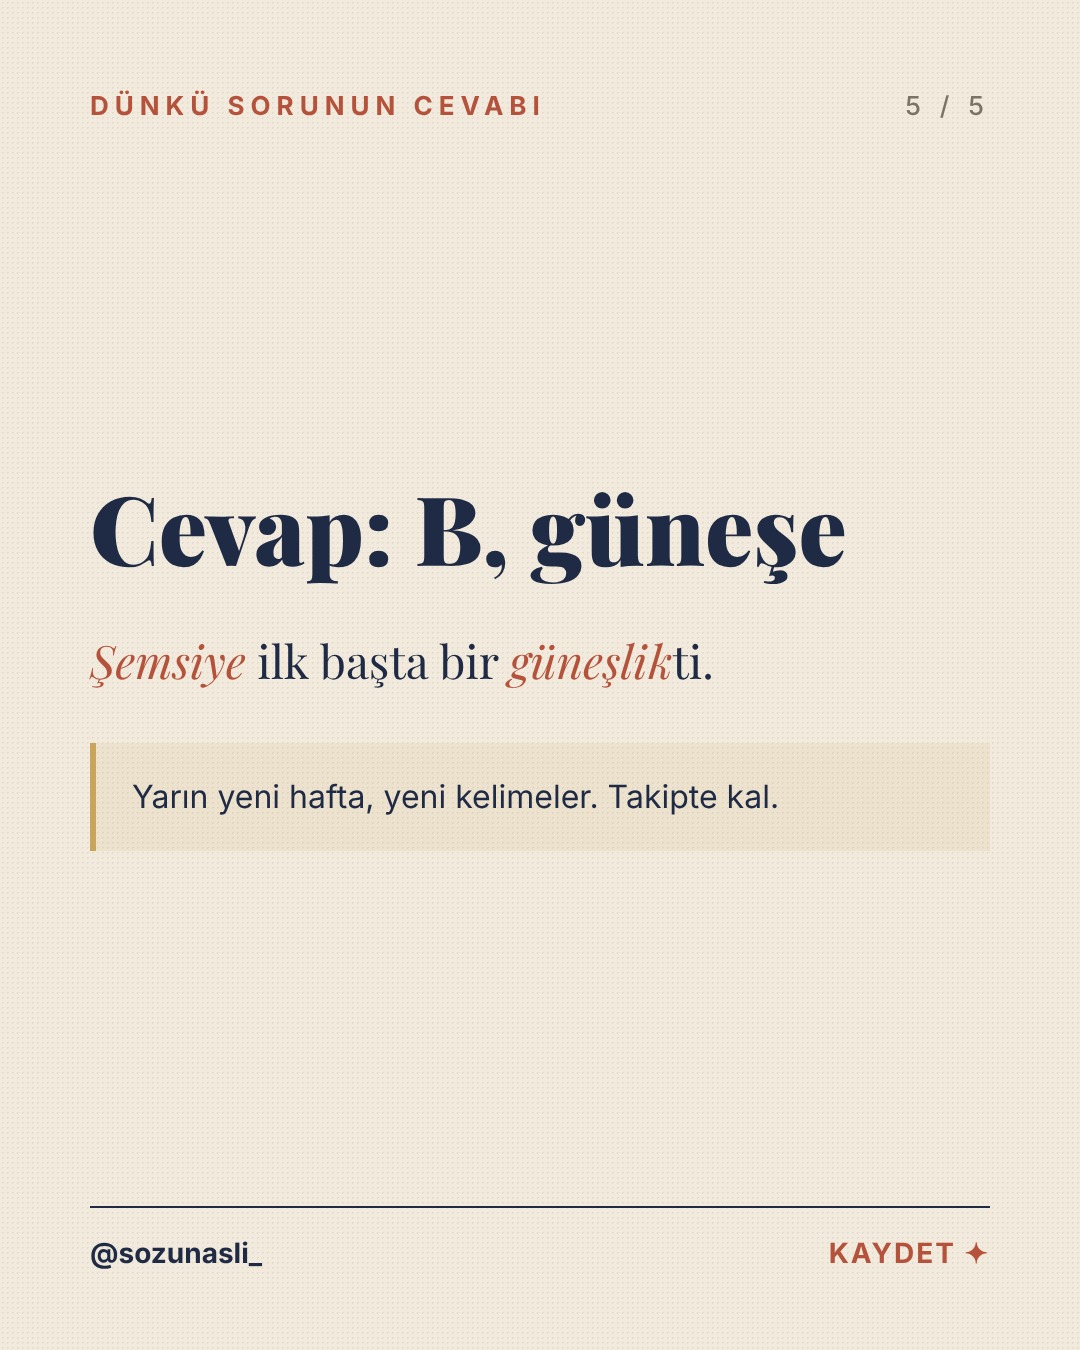 DÜNKÜ SORUNUN CEVABI
5 / 5
Cevap: B, güneşe
Şemsiye ilk başta bir güneşlikti.
Yarın yeni hafta, yeni kelimeler. Takipte kal.
@sozunasli_
KAYDET ✦